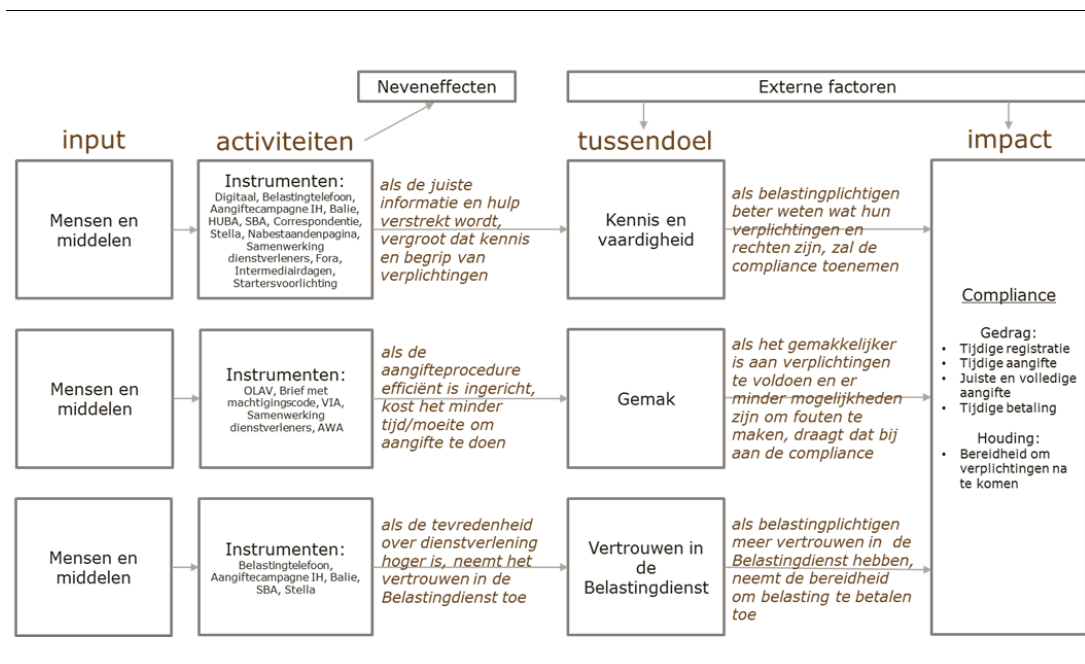 Neveneffecten
Externe factoren
input
activiteiten
tussendoel
impact
Mensen en
middelen
Instrumenten:
Digitaal, Belastingtelefoon,
Aangiftecampagne IH, Balie,
HUBA, SBA, Correspondentie,
Stella, Nabestaandenpagina,
Samenwerking
dienstverleners, Fora,
Intermediairdagen,
Startersvoorlichting
als de juiste
informatie en hulp
verstrekt wordt,
vergroot dat kennis
en begrip van
verplichtingen
Kennis en
vaardigheid
als belastingplichtigen
beter weten wat hun
verplichtingen en
rechten zijn, zal de
compliance toenemen
Mensen en
middelen
Instrumenten:
OLAV, Brief met
machtigingscode, VIA,
Samenwerking
dienstverleners, AWA
als de
aangifteprocedure
efficiënt is ingericht,
kost het minder
tijd/moeite om
aangifte te doen
Gemak
als het gemakkelijker
is aan verplichtingen
te voldoen en er
minder mogelijkheden
zijn om fouten te
maken, draagt dat bij
aan de compliance
Mensen en
middelen
Instrumenten:
Belastingtelefoon,
Aangiftecampagne IH, Balie,
SBA, Stella
als de tevredenheid
over dienstverlening
hoger is, neemt het
vertrouwen in de
Belastingdienst toe
Vertrouwen in
de
Belastingdienst
als belastingplichtigen
meer vertrouwen in de
Belastingdienst hebben,
neemt de bereidheid
om belasting te betalen
toe
Compliance
Gedrag:
• Tijdige registratie
• Tijdige aangifte
• Juiste en volledige
aangifte
• Tijdige betaling
Houding:
• Bereidheid om
verplichtingen na
te komen